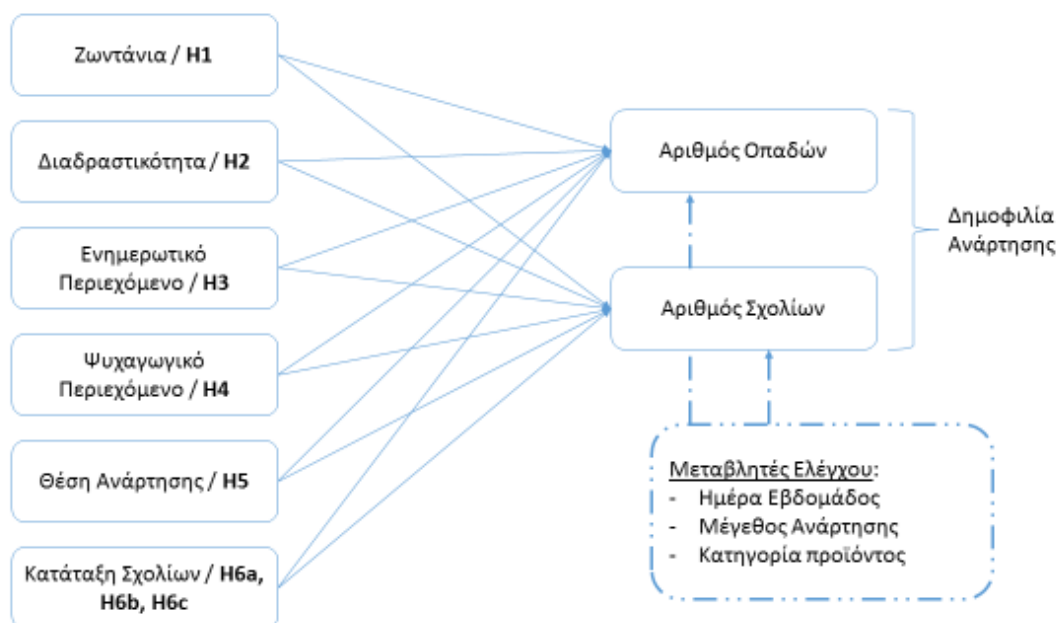 Ζωντάνια / H1
Διαδραστικότητα / H2
Ενημερωτικό
Περιεχόμενο / H3
Ψυχαγωγικό
Περιεχόμενο / H4
Θέση Ανάρτησης / H5
Κατάταξη Σχολίων / H6a,
H6b, H6c
Αριθμός Οπαδών
Αριθμός Σχολίων
Δημοφιλία
Ανάρτησης
Μεταβλητές Ελέγχου:
- Ημέρα Εβδομάδος
- Μέγεθος Ανάρτησης
- Κατηγορία προϊόντος